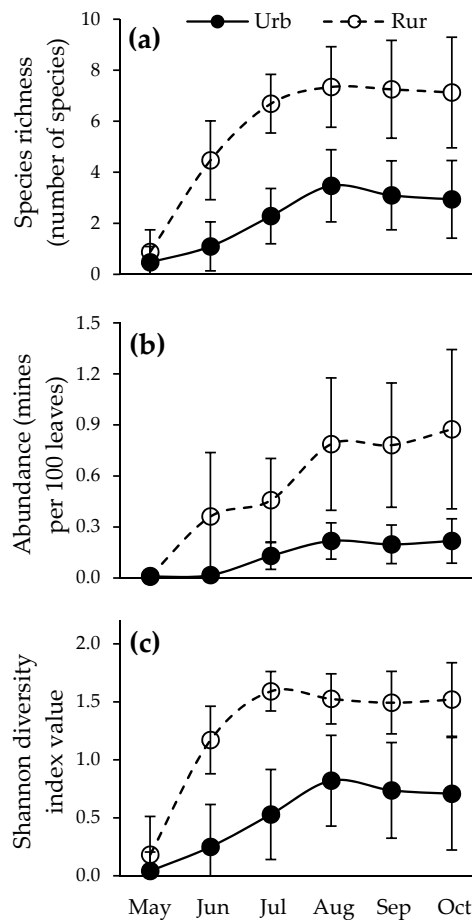 Urb Rur
(a)
Species richness
(number of species)
10
8
6
4
2
0
(b)
Abundance (mines
per 100 leaves)
1.5
1.2
0.9
0.6
0.3
0.0
(c)
Shannon diversity
index value
2.0
1.5
1.0
0.5
0.0
May Jun Jul Aug Sep Oct